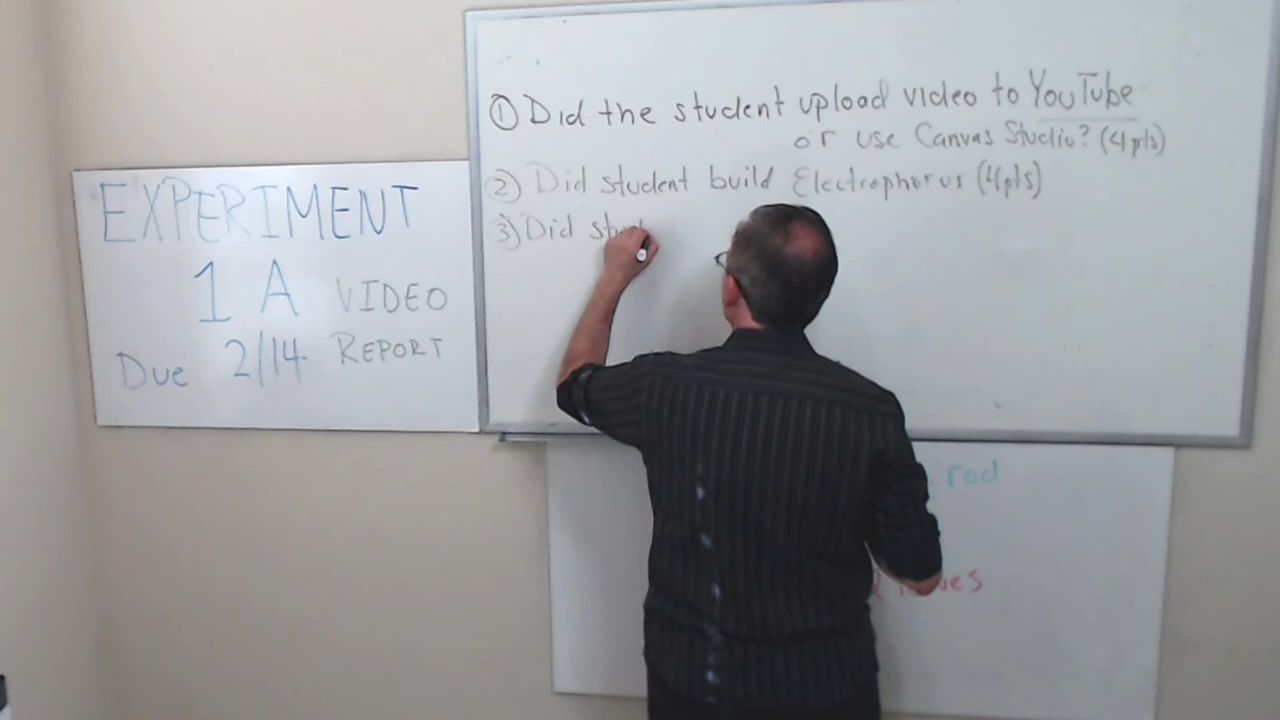 EXPERIMENT
1 A VIDEO
Due 2/14 REPORT
① Did the student upload video to YouTube
or use Canvas Studio? (4pts)
2) Did student build Electrophorus (4pts)
3) Did stu
rod